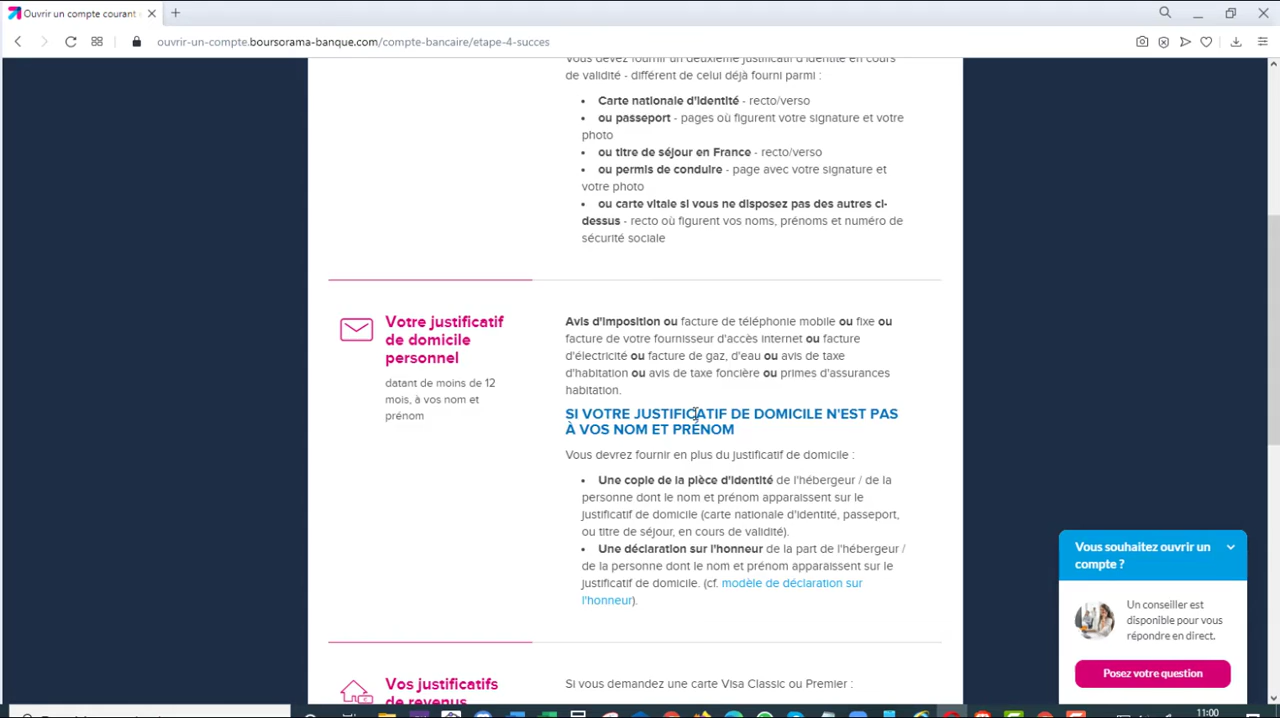 Ouvrir un compte courant
ouvrir-un-compte.boursorama-banque.com/compte-bancaire/etape-4-succes
Vous devez fournir un deuxième justificatif d'identité en cours
de validité - différent de celui déjà fourni parmi :
• Carte nationale d'identité - recto/verso
• ou passeport - pages où figurent votre signature et votre
photo
• ou titre de séjour en France - recto/verso
• ou permis de conduire - page avec votre signature et
votre photo
• ou carte vitale si vous ne disposez pas des autres ci-
dessus - recto où figurent vos noms, prénoms et numéro de
sécurité sociale
Votre justificatif
de domicile
personnel
datant de moins de 12
mois, à vos nom et
prénom
Avis d'imposition ou facture de téléphonie mobile ou fixe ou
facture de votre fournisseur d'accès internet ou facture
d'électricité ou facture de gaz, d'eau ou avis de taxe
d'habitation ou avis de taxe foncière ou primes d'assurances
habitation.
SI VOTRE JUSTIFICATIF DE DOMICILE N'EST PAS
À VOS NOM ET PRÉNOM
Vous devrez fournir en plus du justificatif de domicile :
• Une copie de la pièce d'identité de l'hébergeur / de la
personne dont le nom et prénom apparaissent sur le
justificatif de domicile (carte nationale d'identité, passeport,
ou titre de séjour, en cours de validité).
• Une déclaration sur l'honneur de la part de l'hébergeur /
de la personne dont le nom et prénom apparaissent sur le
justificatif de domicile. (cf. modèle de déclaration sur
l'honneur).
Vos justificatifs
de revenus
Si vous demandez une carte Visa Classic ou Premier :
Vous souhaitez ouvrir un
compte ?
Un conseiller est
disponible pour vous
répondre en direct.
Posez votre question
11:00